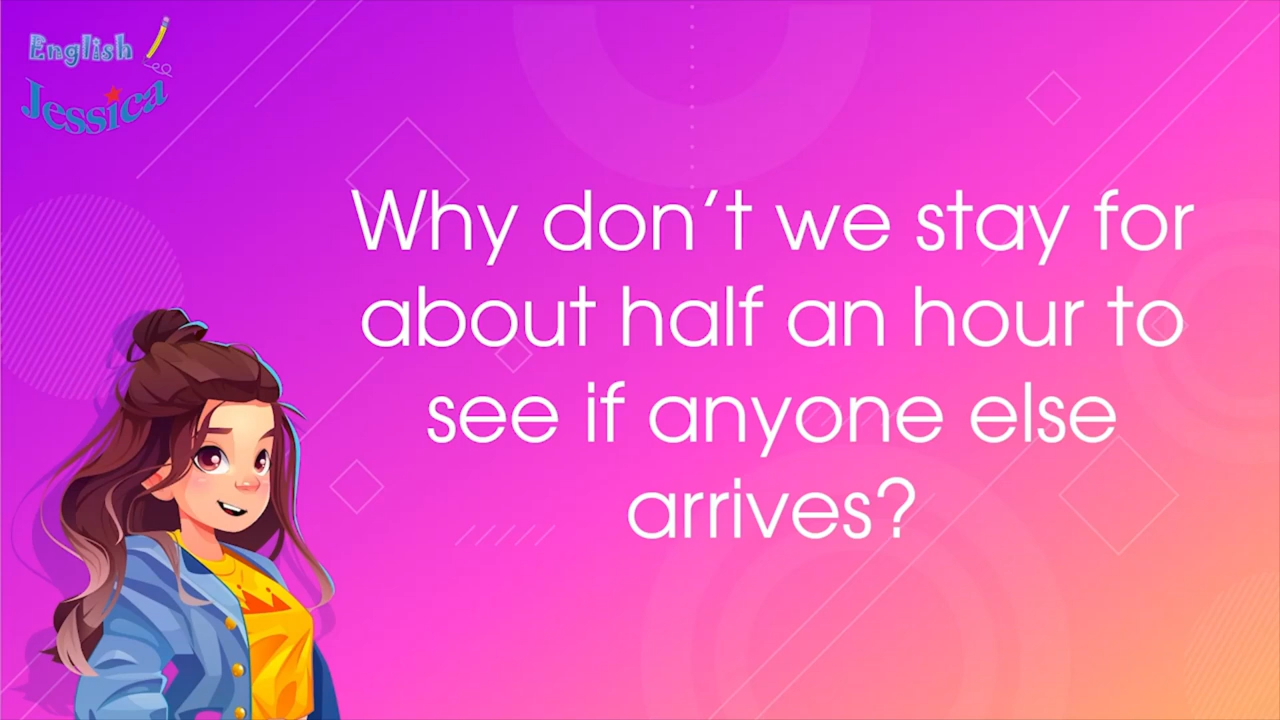 English
Jessica
Why don't we stay for
about half an hour to
see if anyone else
arrives?